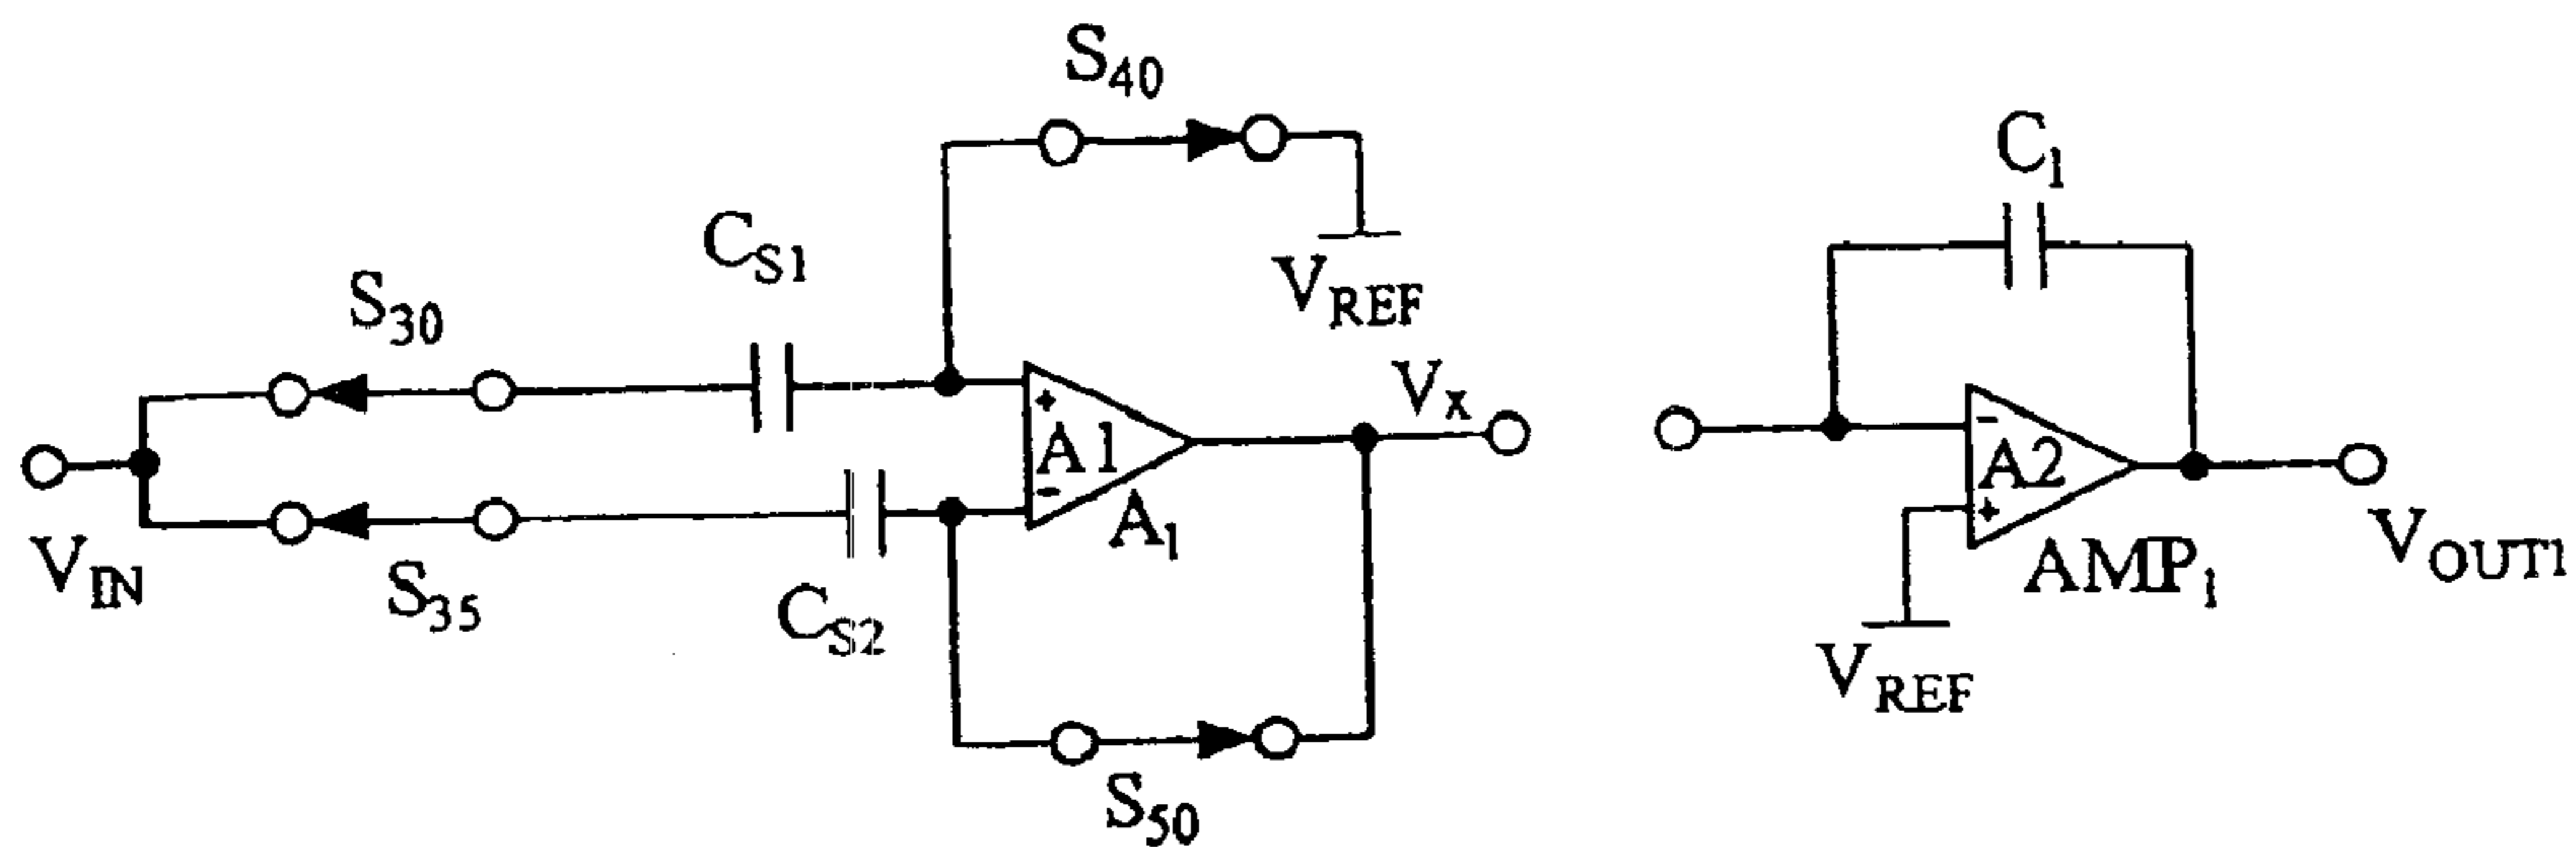 S40
C1
CS1
VREF
S30
VX
+
A1
-
A1
-
A2
+
AMP1
VIN
S35
CS2
VOUT1
VREF
S50